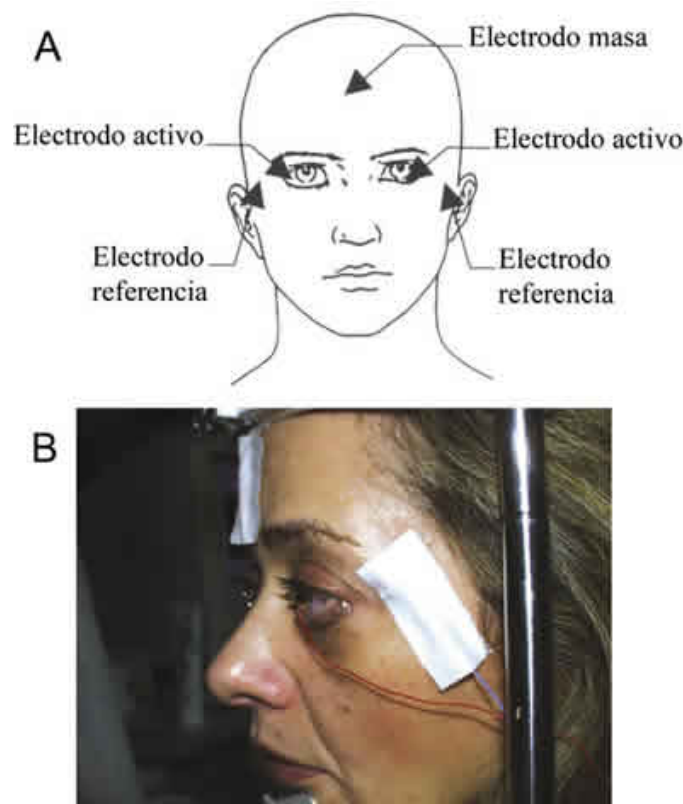 A
Electrodo masa
Electrodo activo
Electrodo activo
Electrodo
referencia
Electrodo
referencia
B